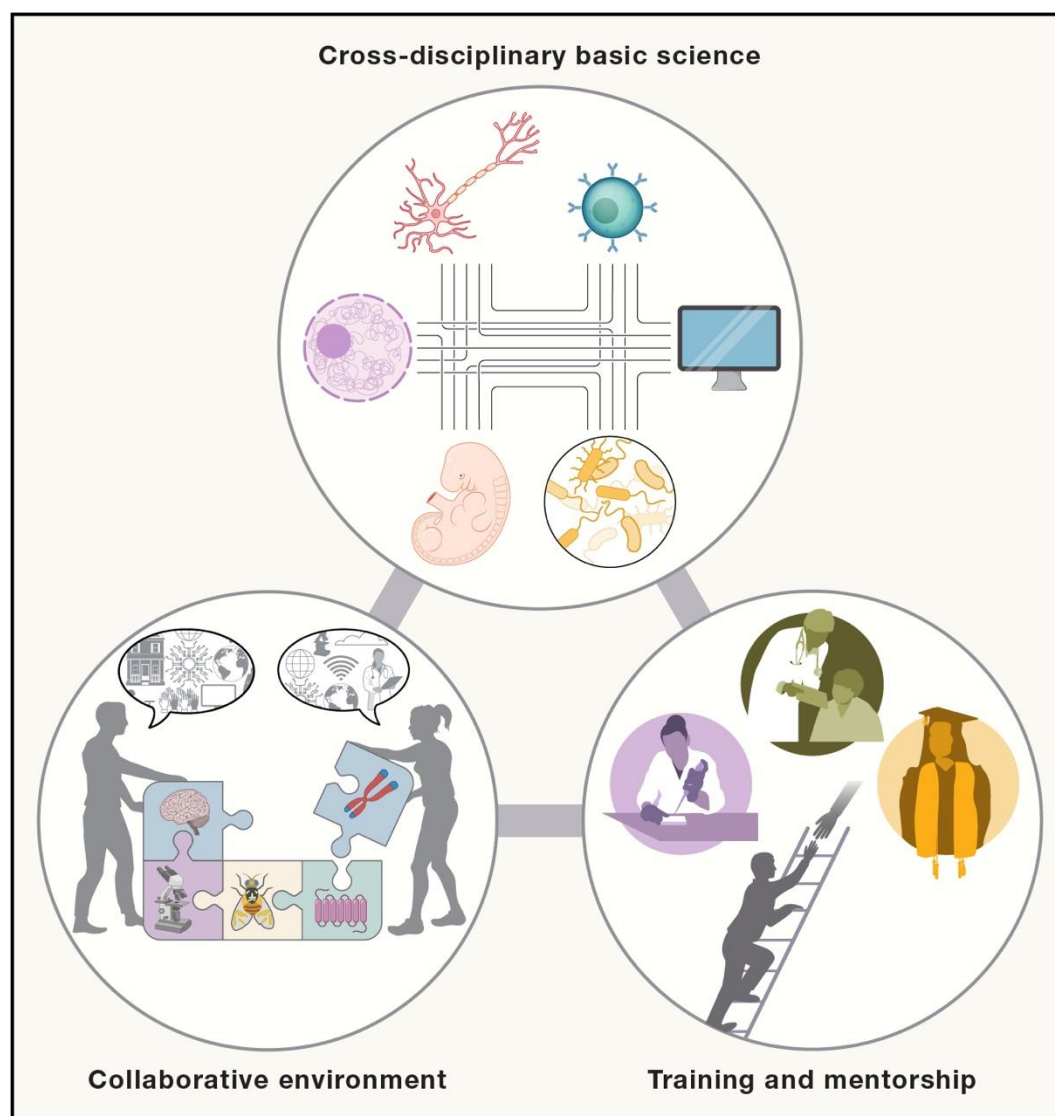 Cross-disciplinary basic science
Collaborative environment
Training and mentorship